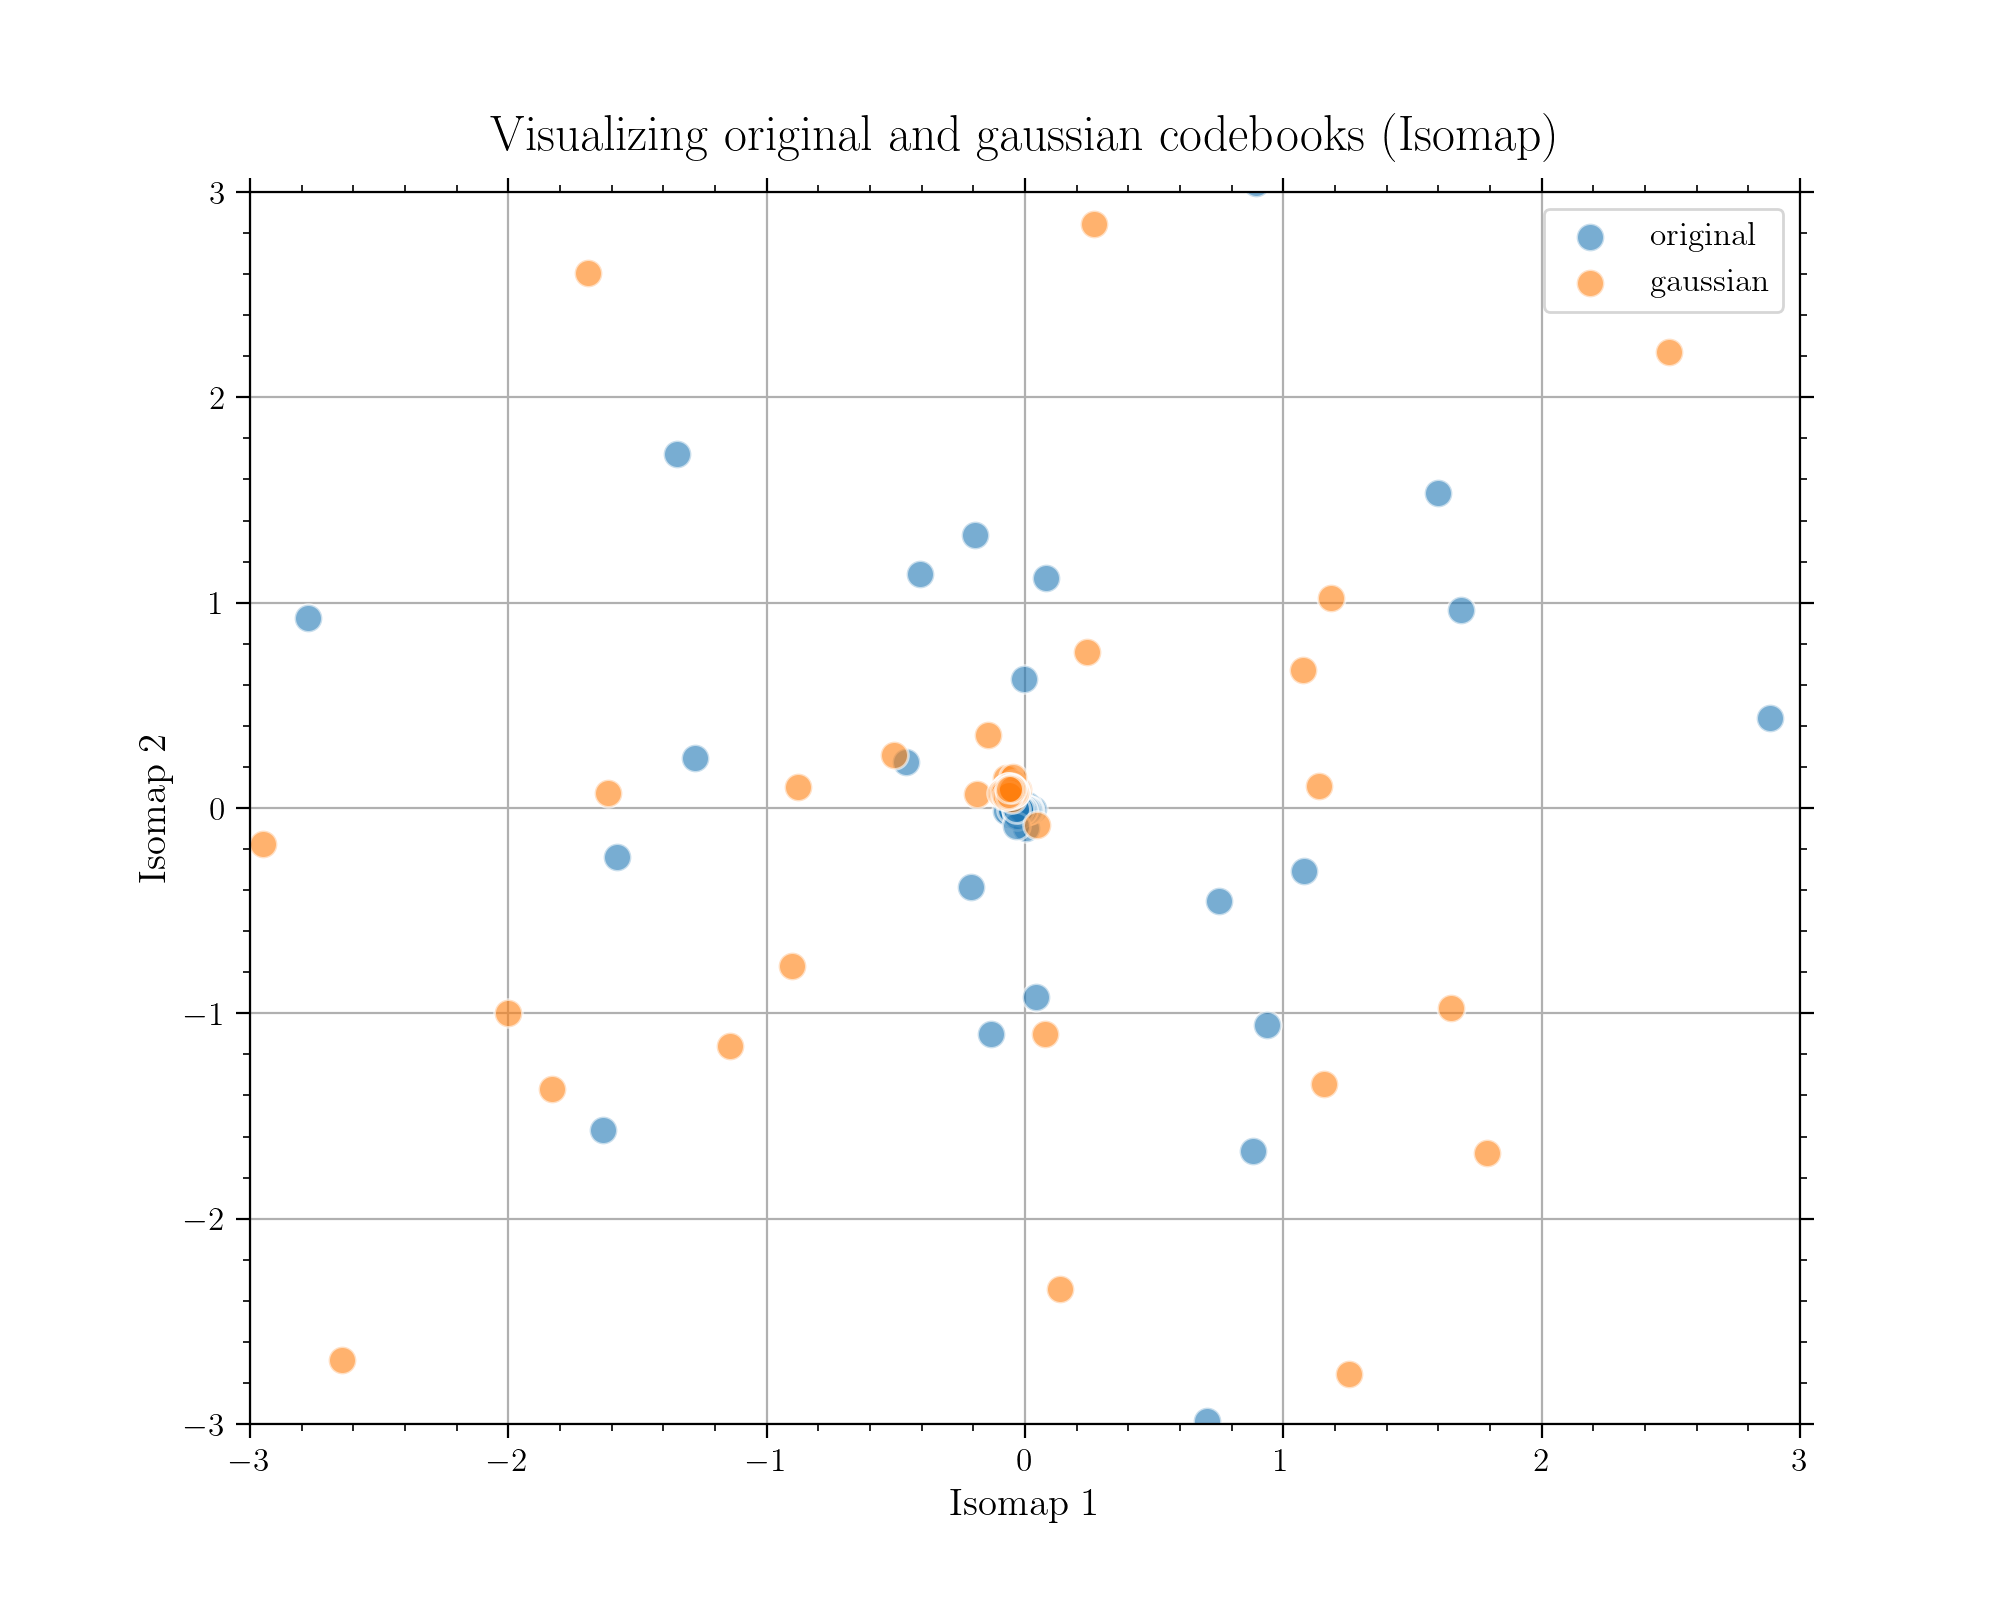 Visualizing original and gaussian codebooks (Isomap)
original
gaussian
3
2
1
0
−1
−2
−3
Isomap 2
−3
−2
−1
0
1
2
3
Isomap 1